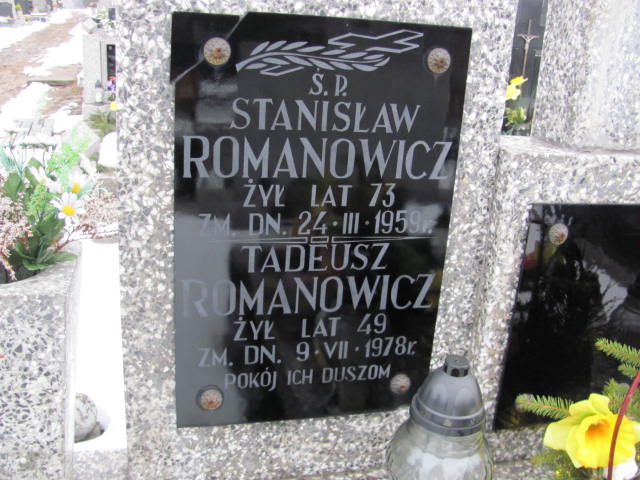 Ś. P.
STANISŁAW
ROMANOWICZ
ŻYŁ LAT 73
ZM. DN. 24 · III · 1959r.
TADEUSZ
ROMANOWICZ
ŻYŁ LAT 49
ZM. DN. 9 VII · 1978r.
POKÓJ ICH DUSZOM